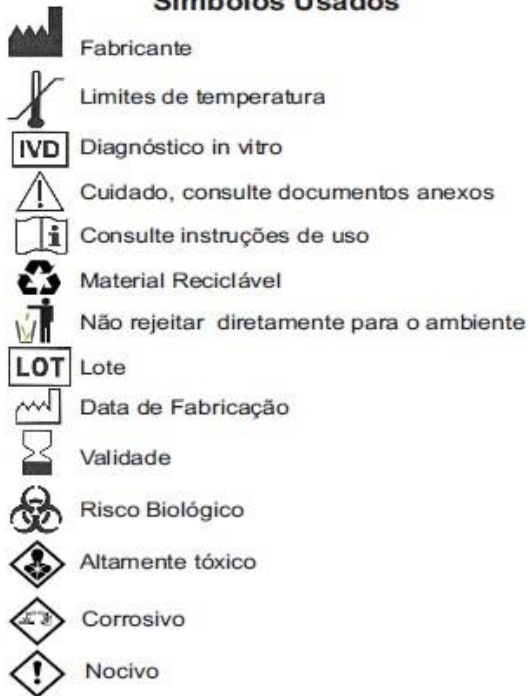 Símbolos Usados
Fabricante
Limites de temperatura
IVD Diagnóstico in vitro
Cuidado, consulte documentos anexos
i Consulte instruções de uso
Material Reciclável
Não rejeitar diretamente para o ambiente
LOT Lote
Data de Fabricação
Validade
Risco Biológico
Altamente tóxico
Corrosivo
Nocivo